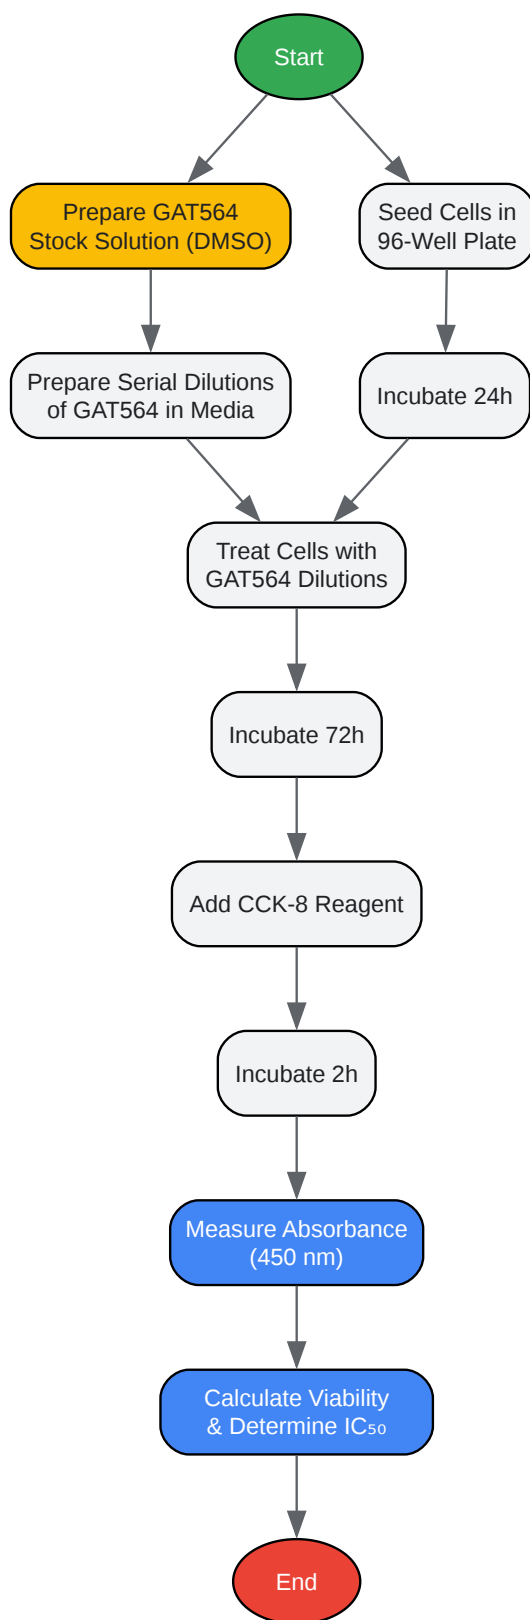 Start
Prepare GAT564
Stock Solution (DMSO)
Seed Cells in
96-Well Plate
Prepare Serial Dilutions
of GAT564 in Media
Incubate 24h
Treat Cells with
GAT564 Dilutions
Incubate 72h
Add CCK-8 Reagent
Incubate 2h
Measure Absorbance
(450 nm)
Calculate Viability
& Determine IC₅₀
End